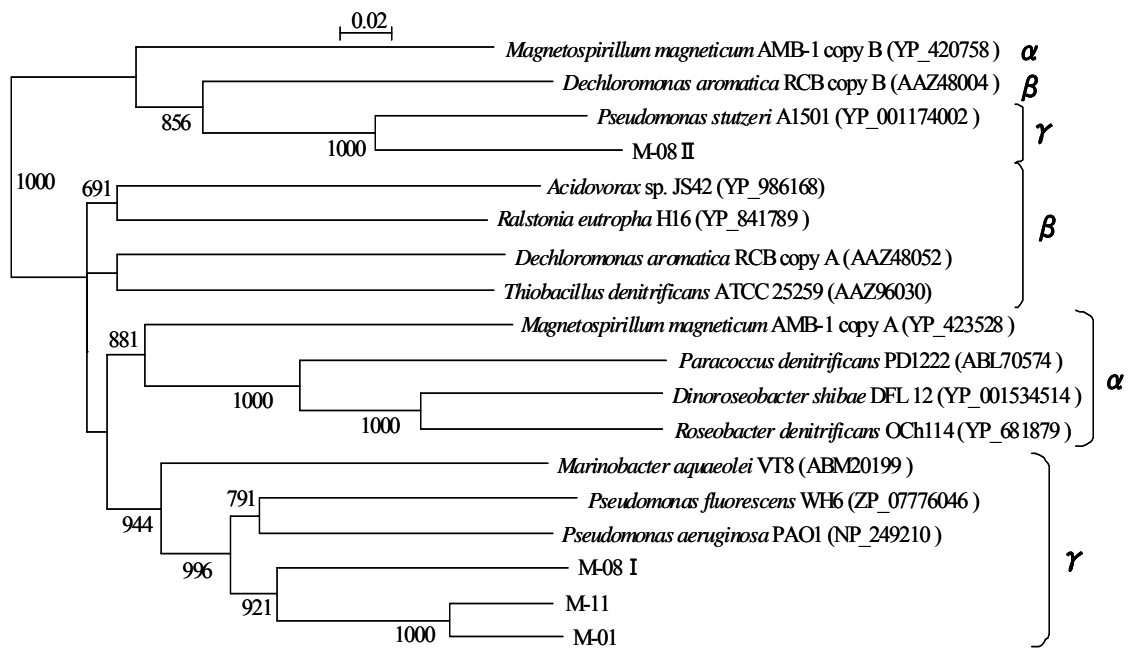 0.02
Magnetospirillum magneticum AMB-1 copy B (YP_420758 ) α
Dechloromonas aromatica RCB copy B (AAZ48004 ) β
856
Pseudomonas stutzeri A1501 (YP_001174002 )
γ
1000
M-08 Ⅱ
1000
691
Acidovorax sp. JS42 (YP_986168)
Ralstonia eutropha H16 (YP_841789 )
β
Dechloromonas aromatica RCB copy A (AAZ48052 )
Thiobacillus denitrificans ATCC 25259 (AAZ96030)
Magnetospirillum magneticum AMB-1 copy A (YP_423528 )
881
Paracoccus denitrificans PD1222 (ABL70574 )
α
1000
Dinoroseobacter shibae DFL 12 (YP_001534514 )
1000
Roseobacter denitrificans OCh114 (YP_681879 )
Marinobacter aquaeolei VT8 (ABM20199 )
791
Pseudomonas fluorescens WH6 (ZP_07776046 )
944
Pseudomonas aeruginosa PAO1 (NP_249210 )
γ
996
M-08 Ⅰ
921
M-11
1000
M-01